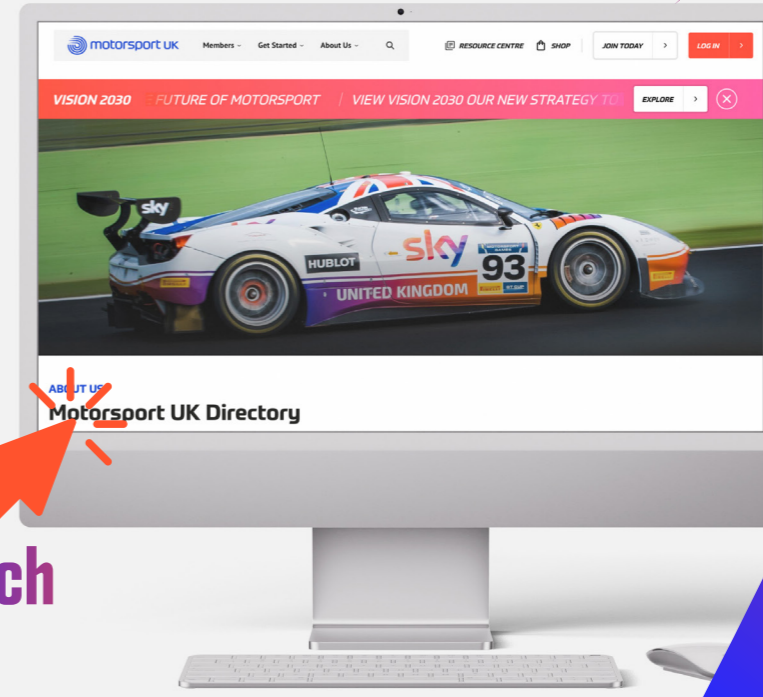 motorsport UK Members Get Started About Us RESOURCE CENTRE SHOP JOIN TODAY LOG IN
VISION 2030 FUTURE OF MOTORSPORT / VIEW VISION 2030 OUR NEW STRATEGY TO EXPLORE
sky
sky
HUBLOT
93
UNITED KINGDOM
ABOUT US
Motorsport UK Directory
ch